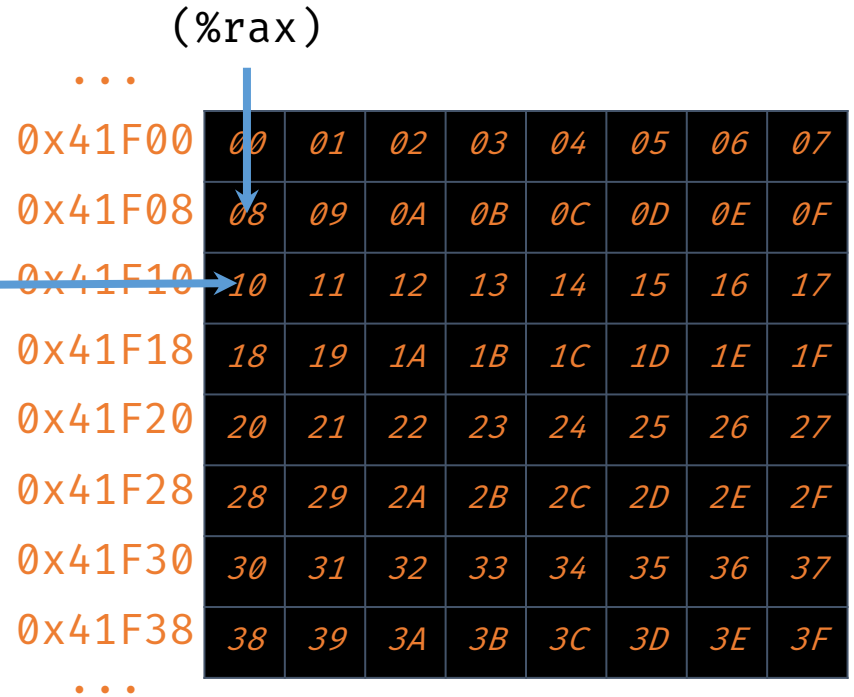 (%rax)
...
0x41F00 00 01 02 03 04 05 06 07
0x41F08 08 09 0A 0B 0C 0D 0E 0F
0x41F10 10 11 12 13 14 15 16 17
0x41F18 18 19 1A 1B 1C 1D 1E 1F
0x41F20 20 21 22 23 24 25 26 27
0x41F28 28 29 2A 2B 2C 2D 2E 2F
0x41F30 30 31 32 33 34 35 36 37
0x41F38 38 39 3A 3B 3C 3D 3E 3F
...